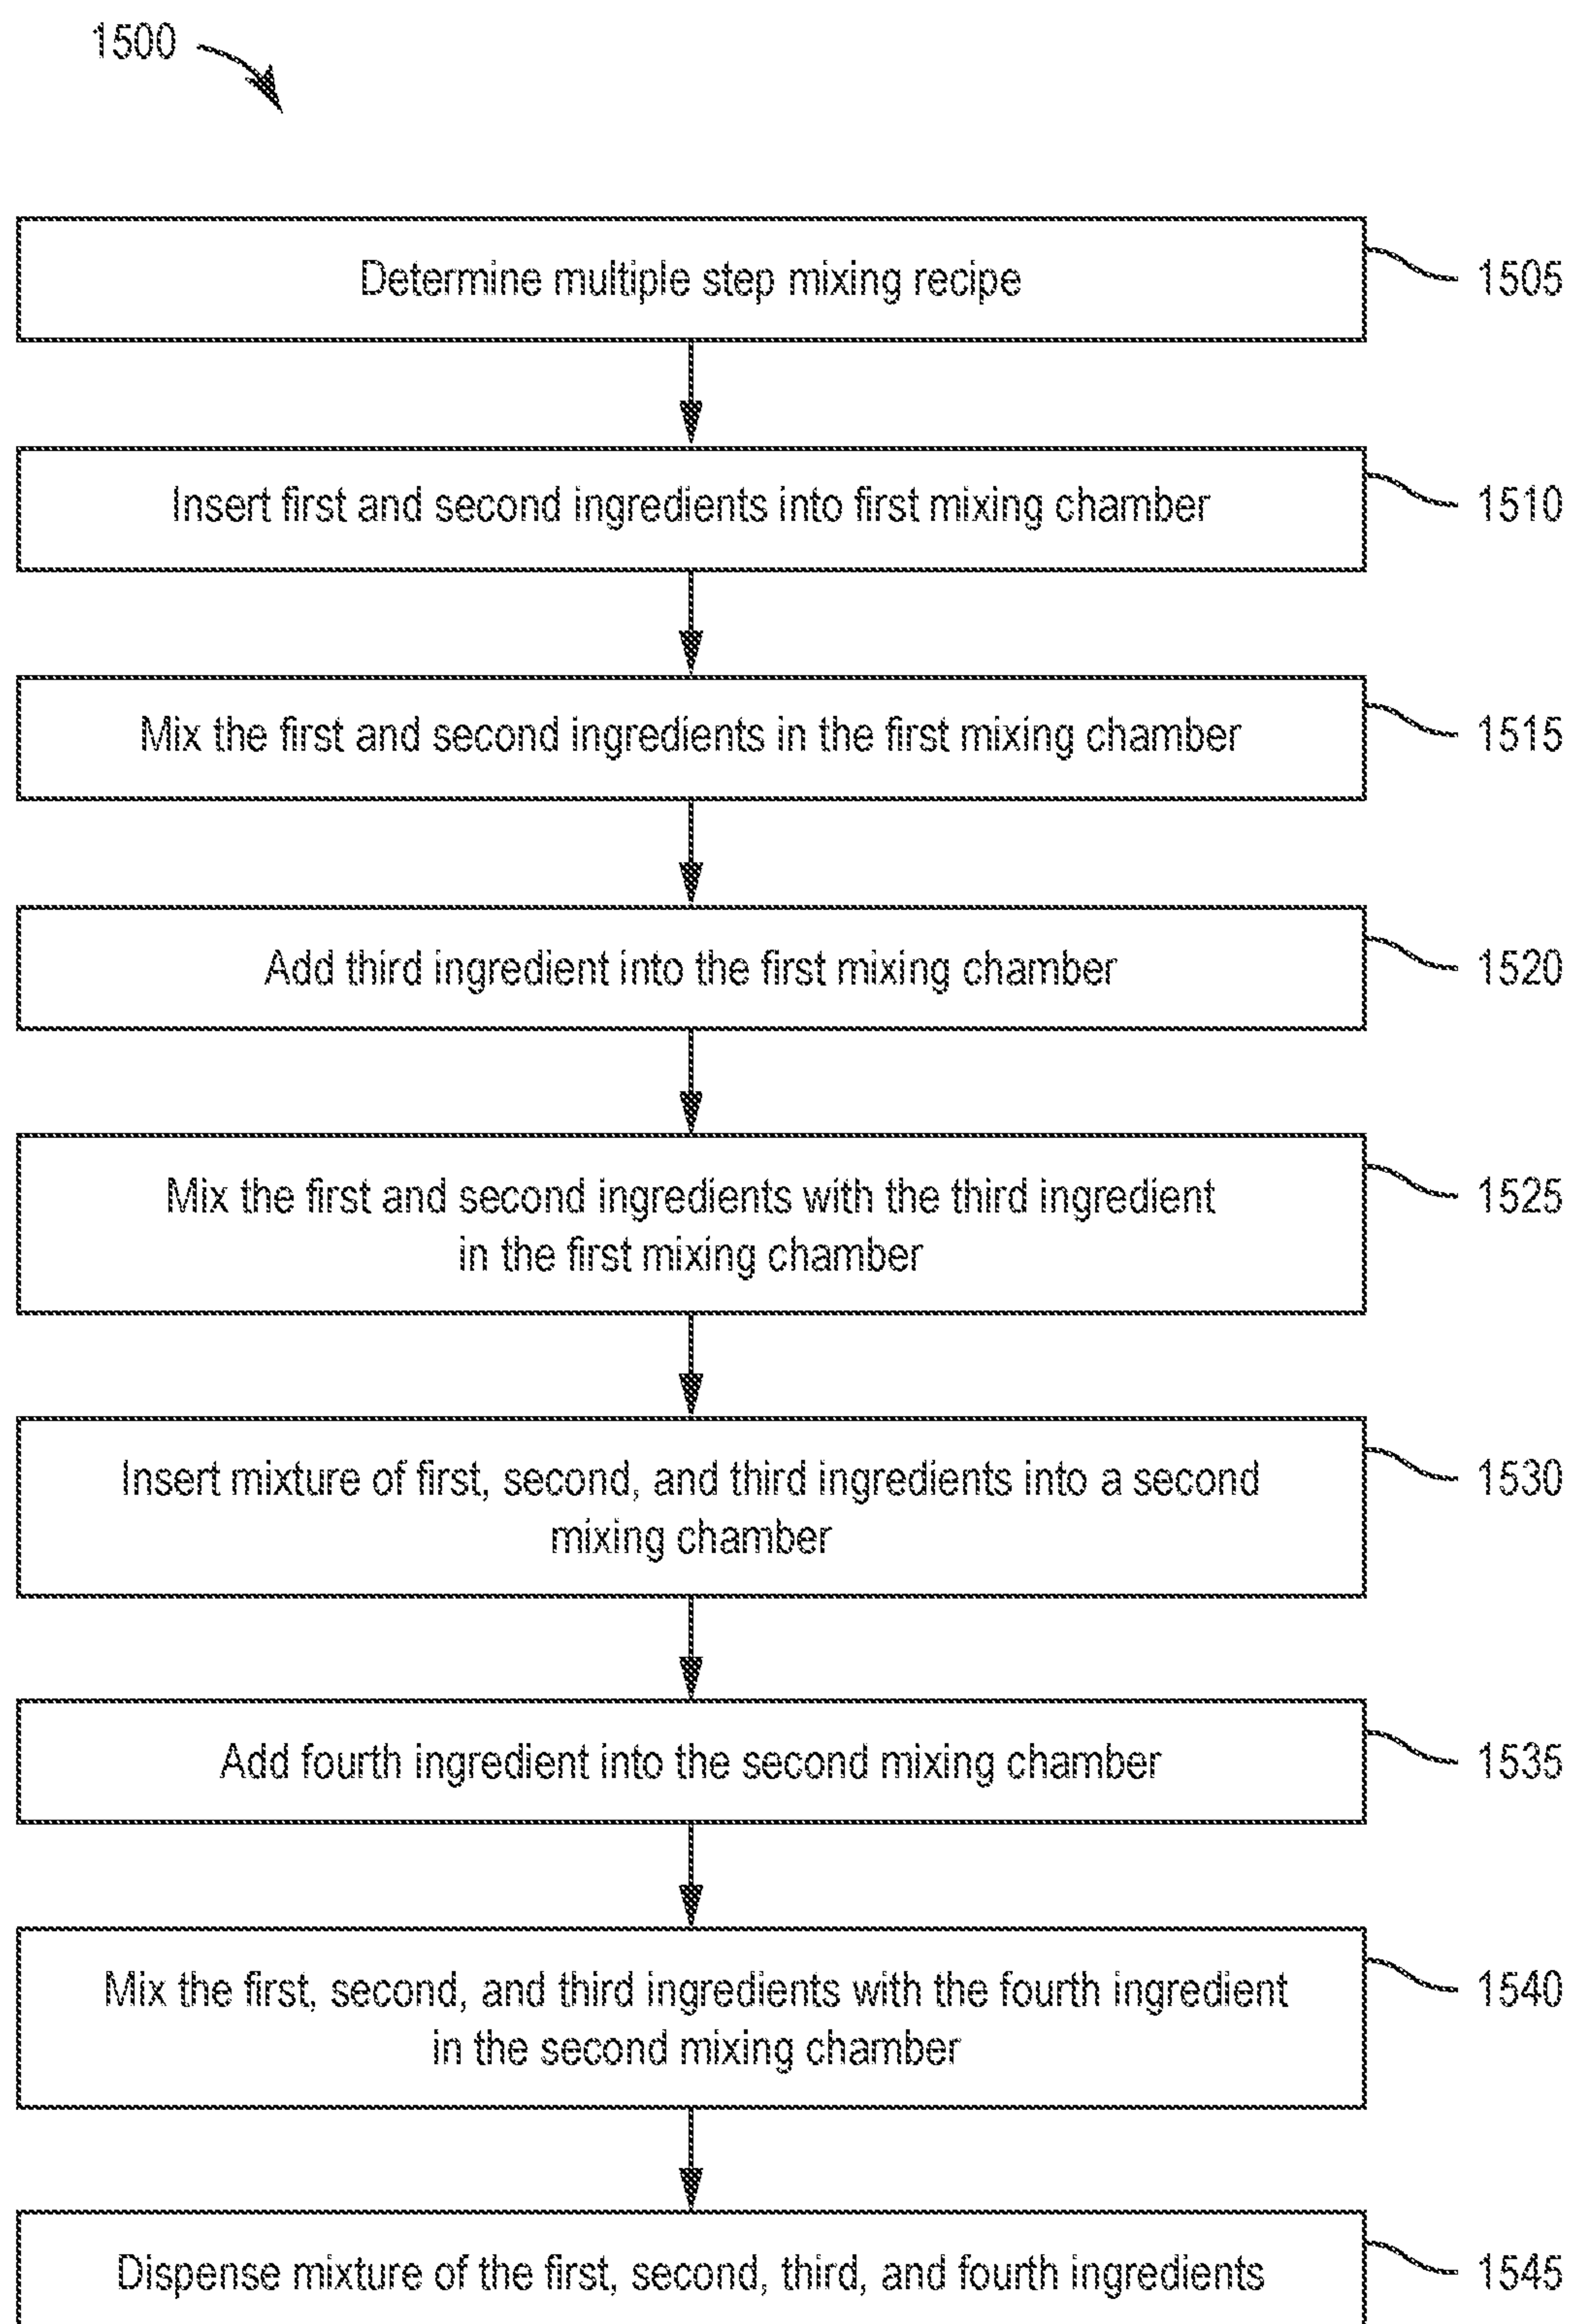 1500
Determine multiple step mixing recipe
1505
Insert first and second ingredients into first mixing chamber
1510
Mix the first and second ingredients in the first mixing chamber
1515
Add third ingredient into the first mixing chamber
1520
Mix the first and second ingredients with the third ingredient
in the first mixing chamber
1525
Insert mixture of first, second, and third ingredients into a second
mixing chamber
1530
Add fourth ingredient into the second mixing chamber
1535
Mix the first, second, and third ingredients with the fourth ingredient
in the second mixing chamber
1540
Dispense mixture of the first, second, third, and fourth ingredients
1545